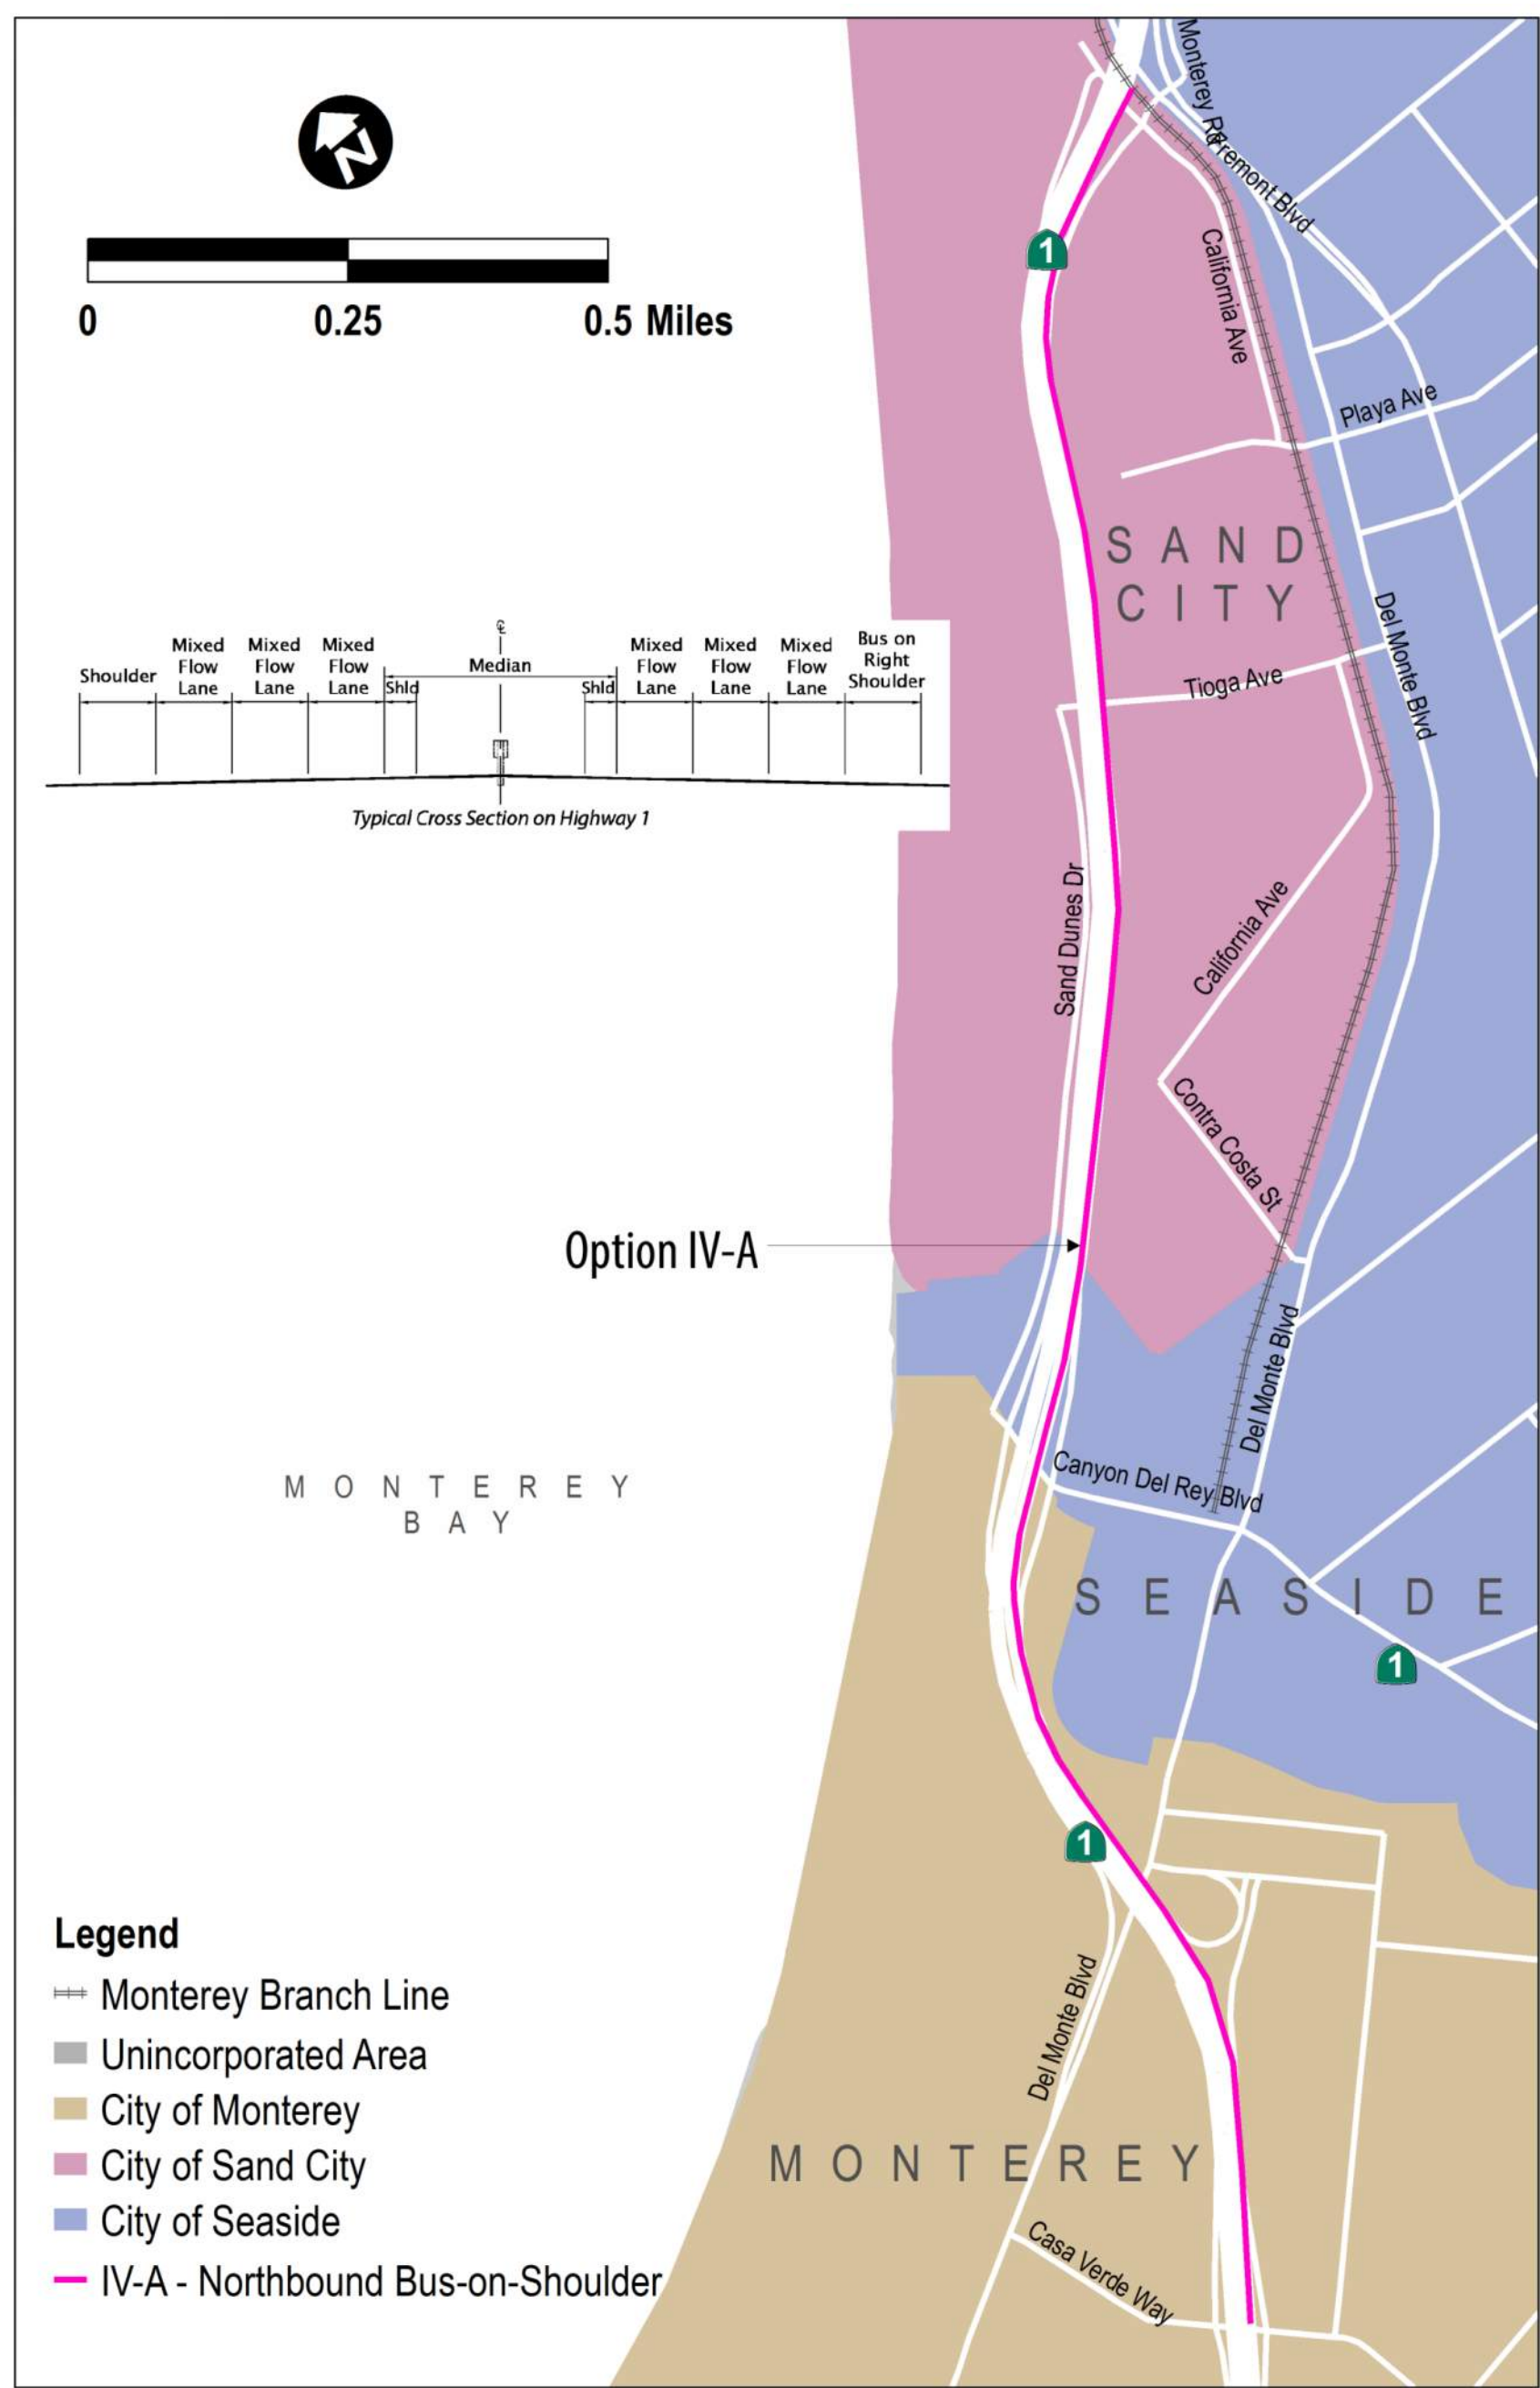 Monterey Rd
Fremont Blvd
N
0 0.25 0.5 Miles
1
California Ave
Playa Ave
SAND
CITY
Del Monte Blvd
Tioga Ave
Shoulder
Mixed
Flow
Lane
Mixed
Flow
Lane
Mixed
Flow
Lane
Shld
℄
Median
Shld
Mixed
Flow
Lane
Mixed
Flow
Lane
Mixed
Flow
Lane
Bus on
Right
Shoulder
Typical Cross Section on Highway 1
Sand Dunes Dr
California Ave
Contra Costa St
Option IV-A
Del Monte Blvd
Canyon Del Rey Blvd
MONTEREY
BAY
SEASIDE
1
1
Del Monte Blvd
MONTEREY
Casa Verde Way
Legend
Monterey Branch Line
Unincorporated Area
City of Monterey
City of Sand City
City of Seaside
IV-A - Northbound Bus-on-Shoulder